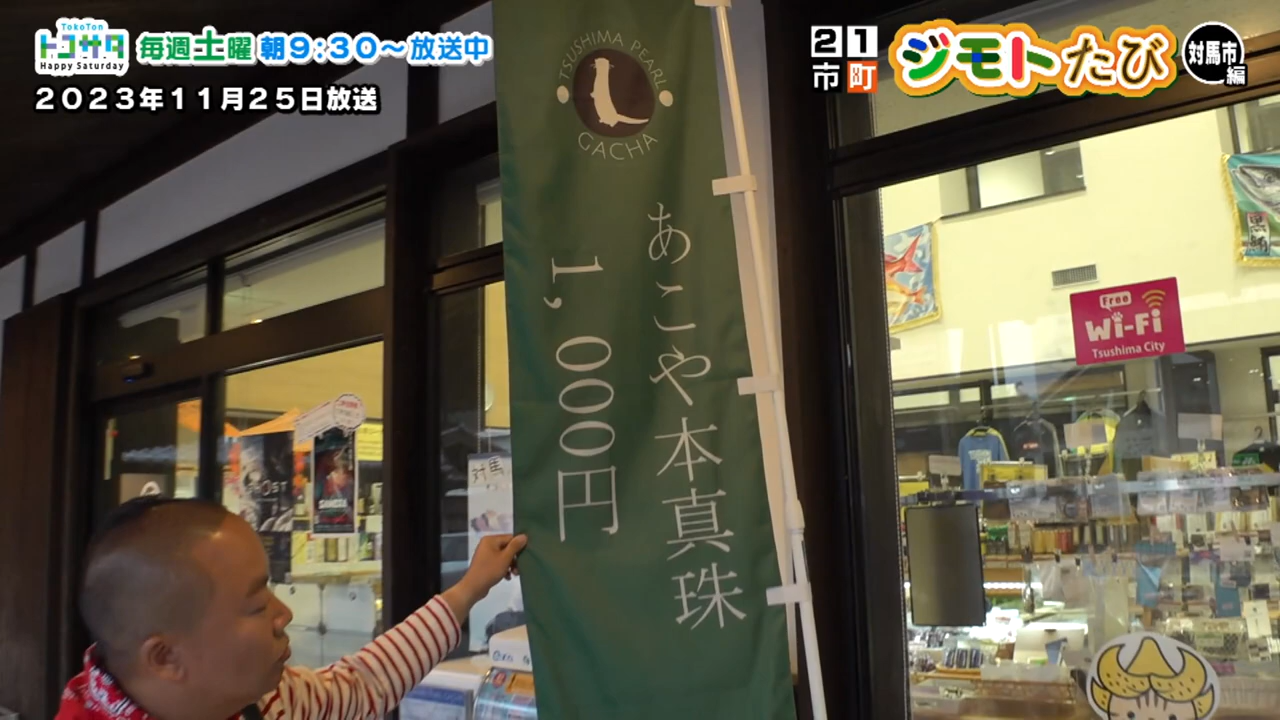 TokoTon
トコサタ
Happy Saturday
毎週土曜 朝9:30～放送中
2023年11月25日放送
21
市町
ジモトたび
対馬市編
TSUSHIMA PEARL
GACHA
あこや本真珠
1,000円
Free
Wi-Fi
Tsushima City
対馬